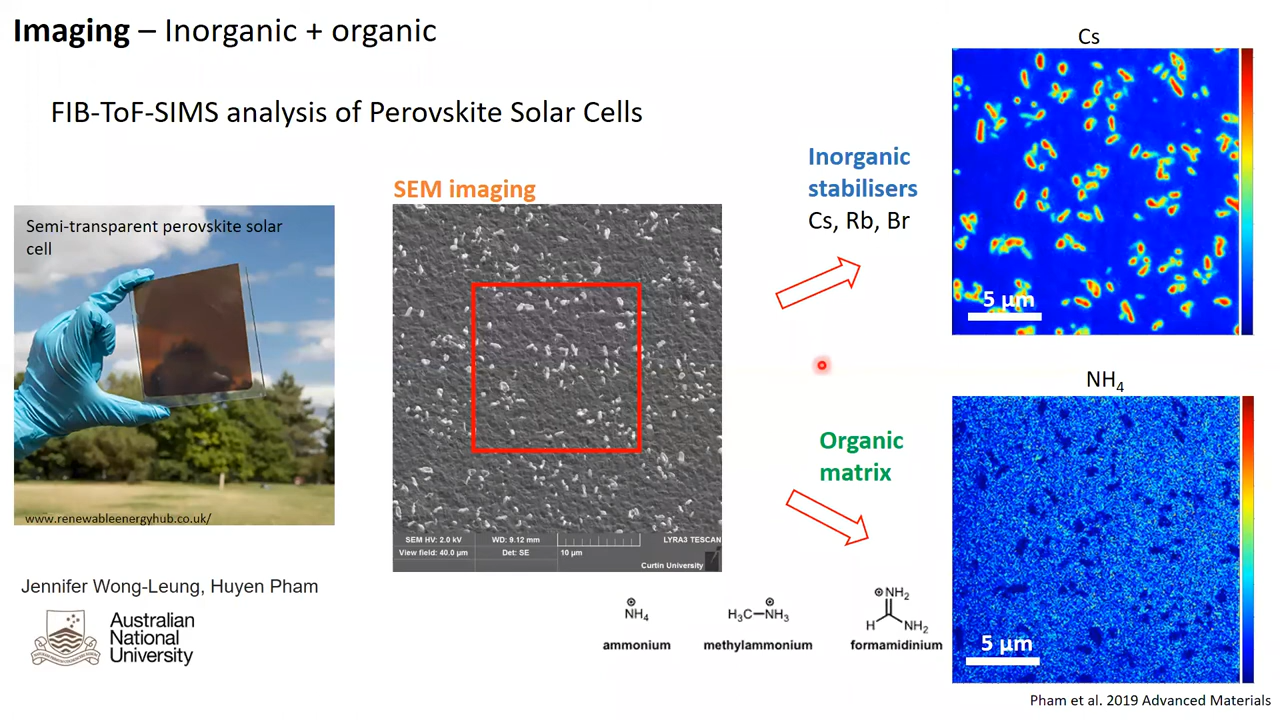 Imaging – Inorganic + organic
FIB-ToF-SIMS analysis of Perovskite Solar Cells
Semi-transparent perovskite solar
cell
www.renewableenergyhub.co.uk/
Jennifer Wong-Leung, Huyen Pham
Australian
National
University
SEM imaging
SEM HV: 2.0 kV
WD: 9.12 mm
LYRA3 TESCAN
View field: 40.0 µm
Det: SE
10 µm
Curtin University
Inorganic
stabilisers
Cs, Rb, Br
Organic
matrix
NH4
ammonium
H3C–NH3
methylammonium
NH2
H
NH2
formamidinium
Cs
5 µm
NH4
5 µm
Pham et al. 2019 Advanced Materials